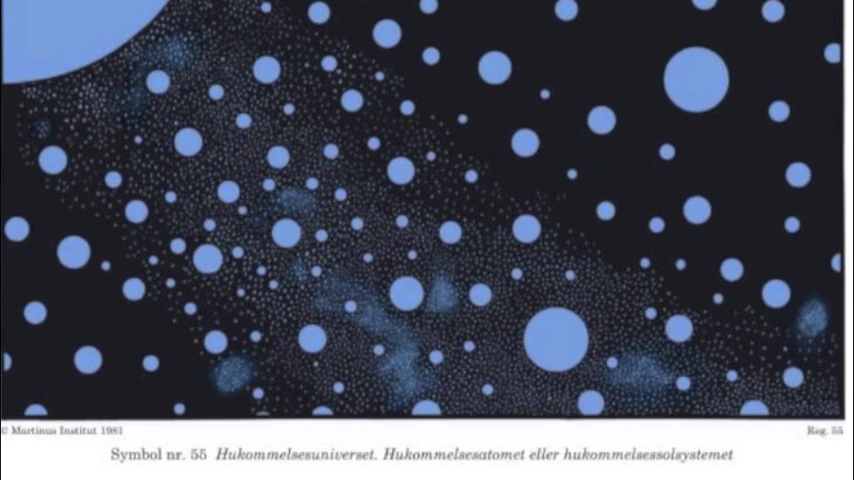 © Martinus Institut 1981
Reg. 55
Symbol nr. 55 Hukommelsesuniverset. Hukommelsesatomet eller hukommelsessolsystemet